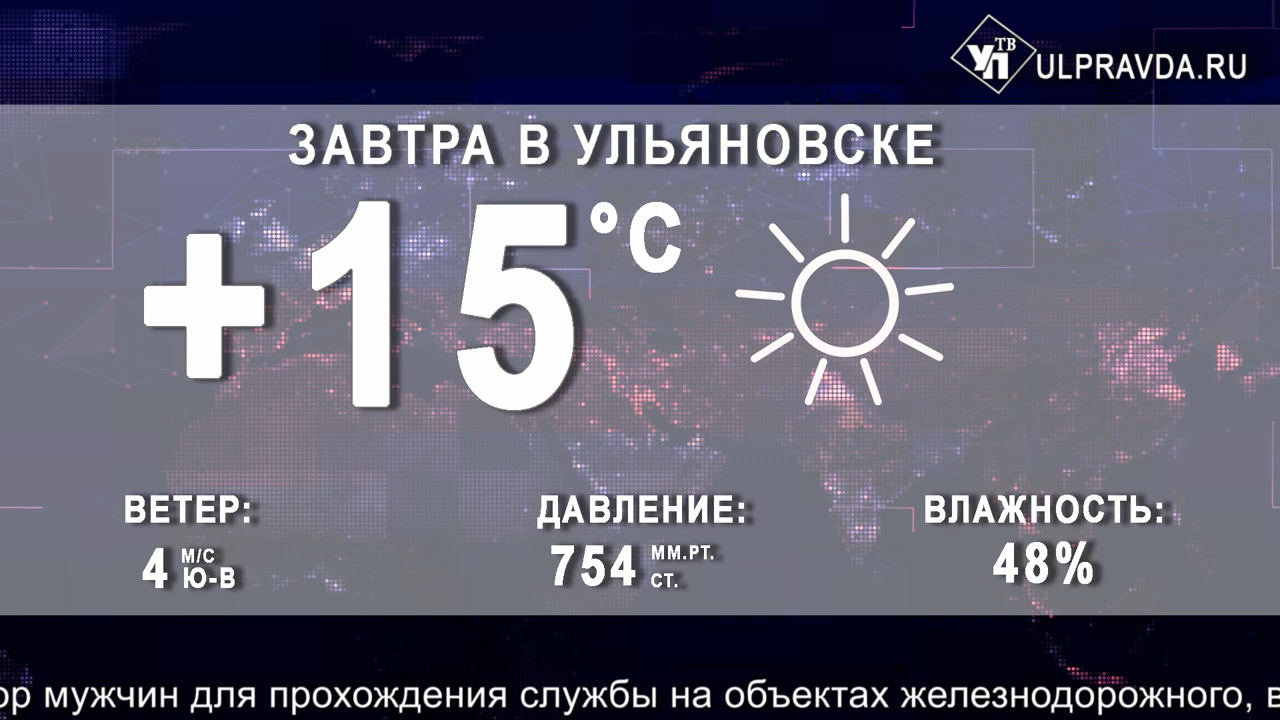 УП ТВ ULPRAVDA.RU
ЗАВТРА В УЛЬЯНОВСКЕ
+15 °C
ВЕТЕР:
4 М/С Ю-В
ДАВЛЕНИЕ:
754 ММ.РТ. СТ.
ВЛАЖНОСТЬ:
48%
мужчин для прохождения службы на объектах железнодорожного,